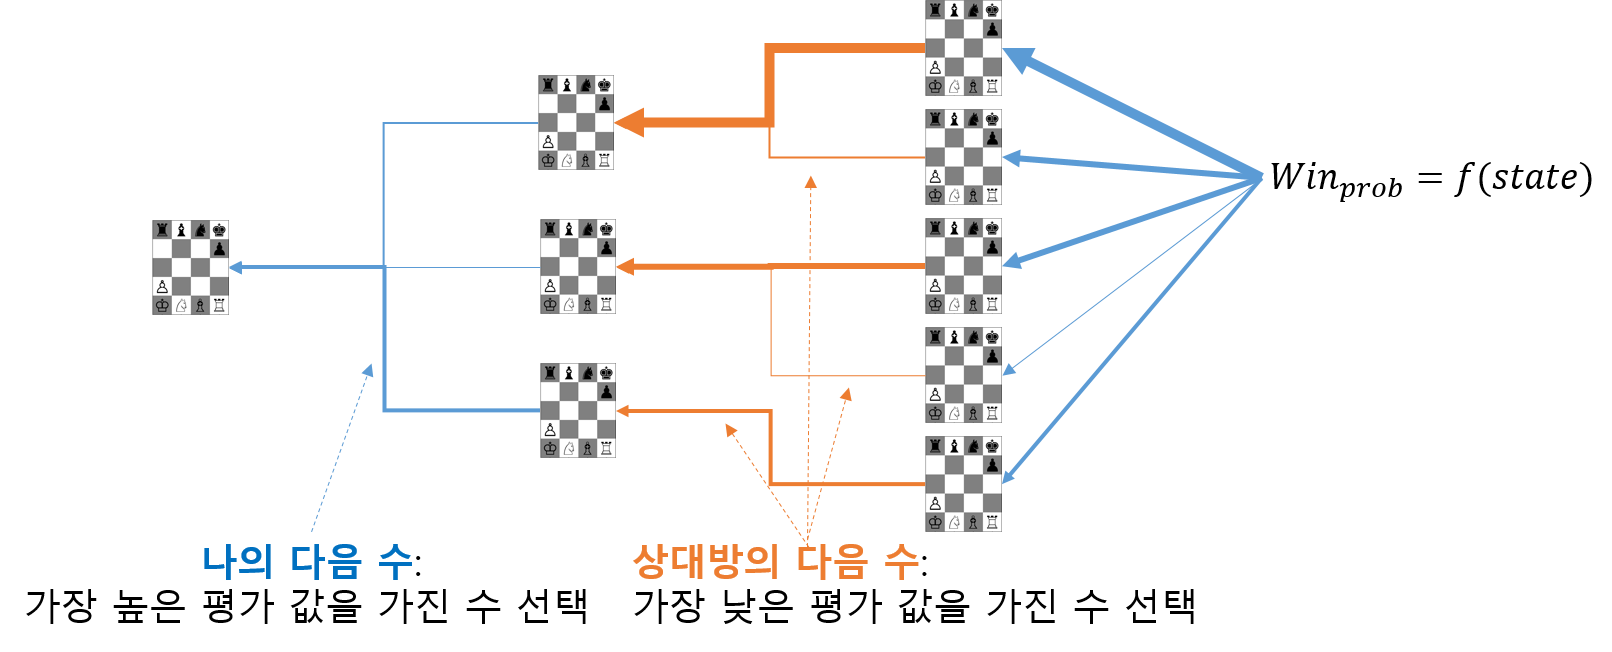 Win_prob = f(state)
나의 다음 수:
가장 높은 평가 값을 가진 수 선택
상대방의 다음 수:
가장 낮은 평가 값을 가진 수 선택